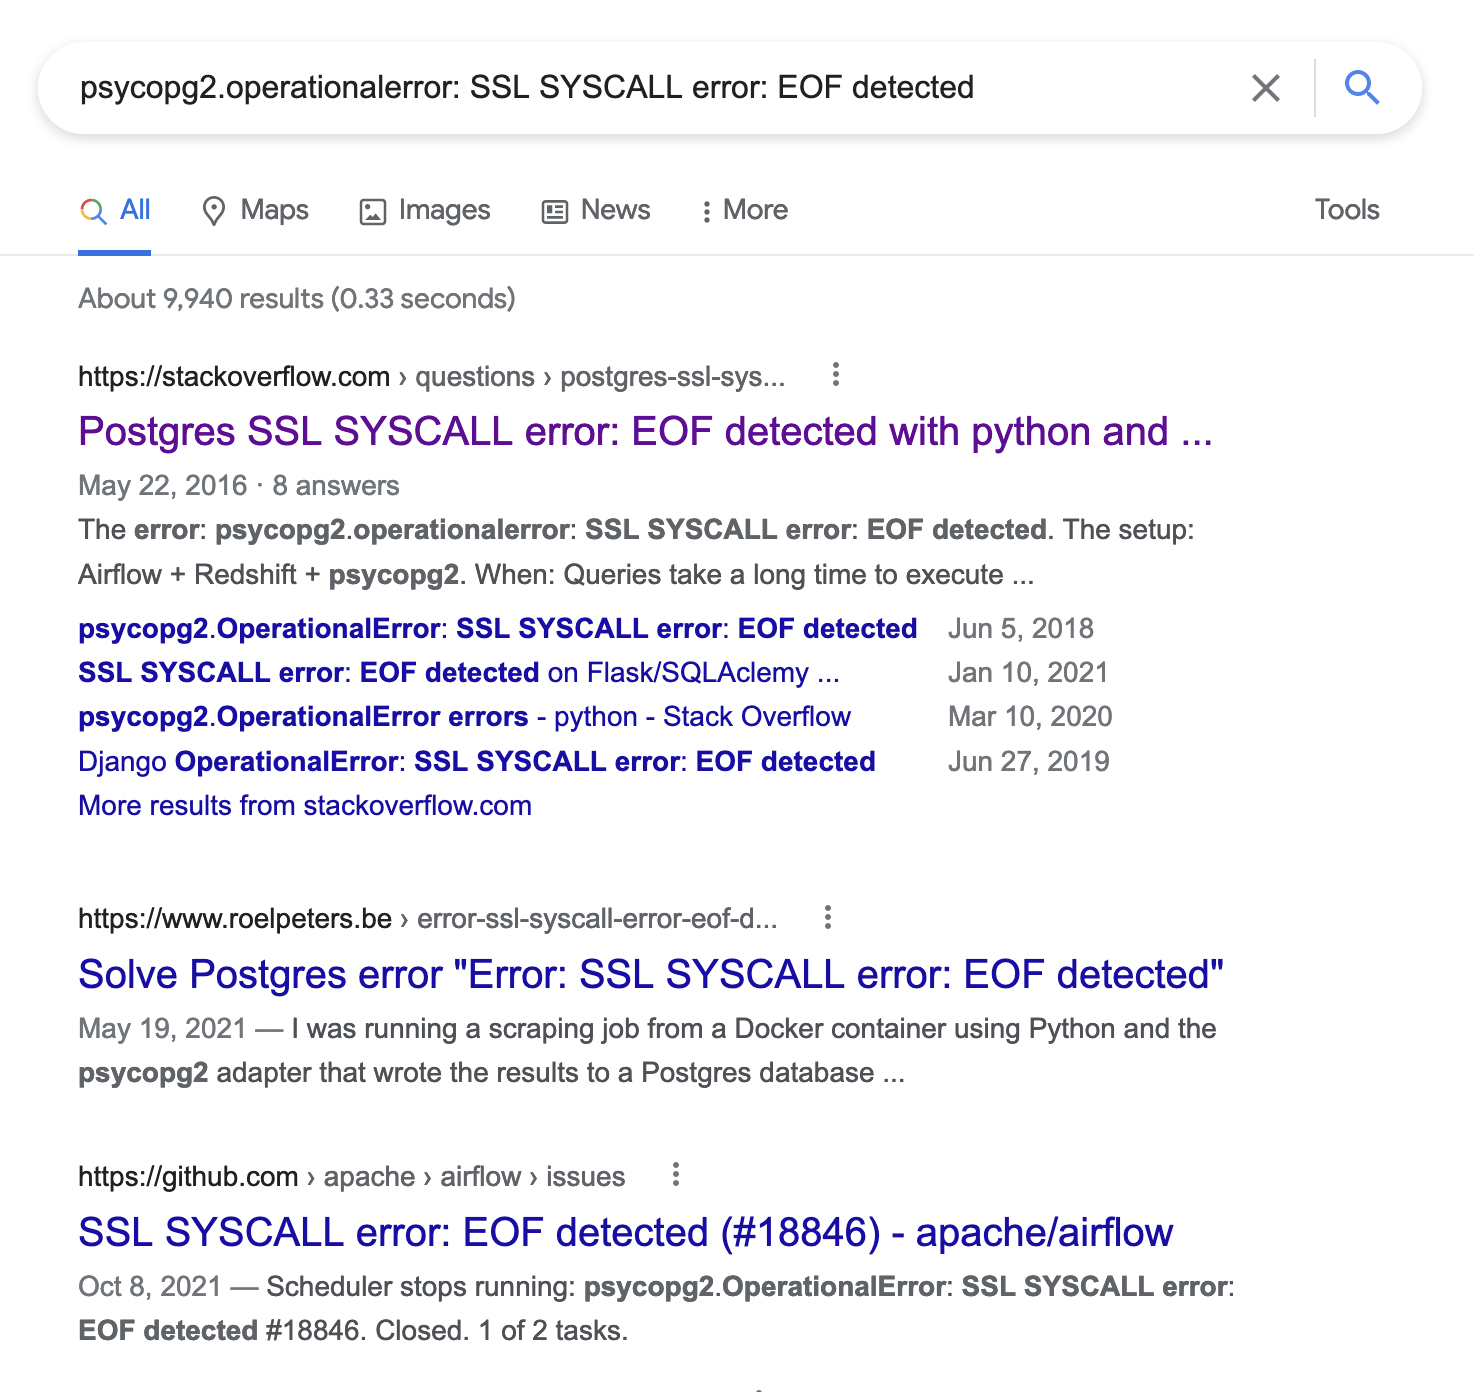 psycopg2.operationalerror: SSL SYSCALL error: EOF detected
All Maps Images News More Tools
About 9,940 results (0.33 seconds)
https://stackoverflow.com › questions › postgres-ssl-sys...
Postgres SSL SYSCALL error: EOF detected with python and ...
May 22, 2016 · 8 answers
The error: psycopg2.operationalerror: SSL SYSCALL error: EOF detected. The setup:
Airflow + Redshift + psycopg2. When: Queries take a long time to execute ...
psycopg2.OperationalError: SSL SYSCALL error: EOF detected Jun 5, 2018
SSL SYSCALL error: EOF detected on Flask/SQLAclemy ... Jan 10, 2021
psycopg2.OperationalError errors - python - Stack Overflow Mar 10, 2020
Django OperationalError: SSL SYSCALL error: EOF detected Jun 27, 2019
More results from stackoverflow.com
https://www.roelpeters.be › error-ssl-syscall-error-eof-d...
Solve Postgres error "Error: SSL SYSCALL error: EOF detected"
May 19, 2021 — I was running a scraping job from a Docker container using Python and the
psycopg2 adapter that wrote the results to a Postgres database ...
https://github.com › apache › airflow › issues
SSL SYSCALL error: EOF detected (#18846) - apache/airflow
Oct 8, 2021 — Scheduler stops running: psycopg2.OperationalError: SSL SYSCALL error:
EOF detected #18846. Closed. 1 of 2 tasks.